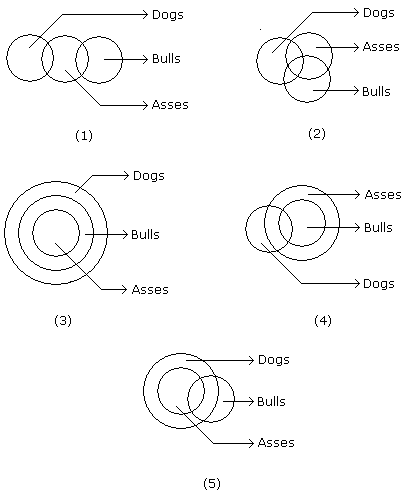 Dogs
Bulls
Asses
(1)
Dogs
Asses
Bulls
(2)
Dogs
Bulls
Asses
(3)
Asses
Bulls
Dogs
(4)
Dogs
Bulls
Asses
(5)